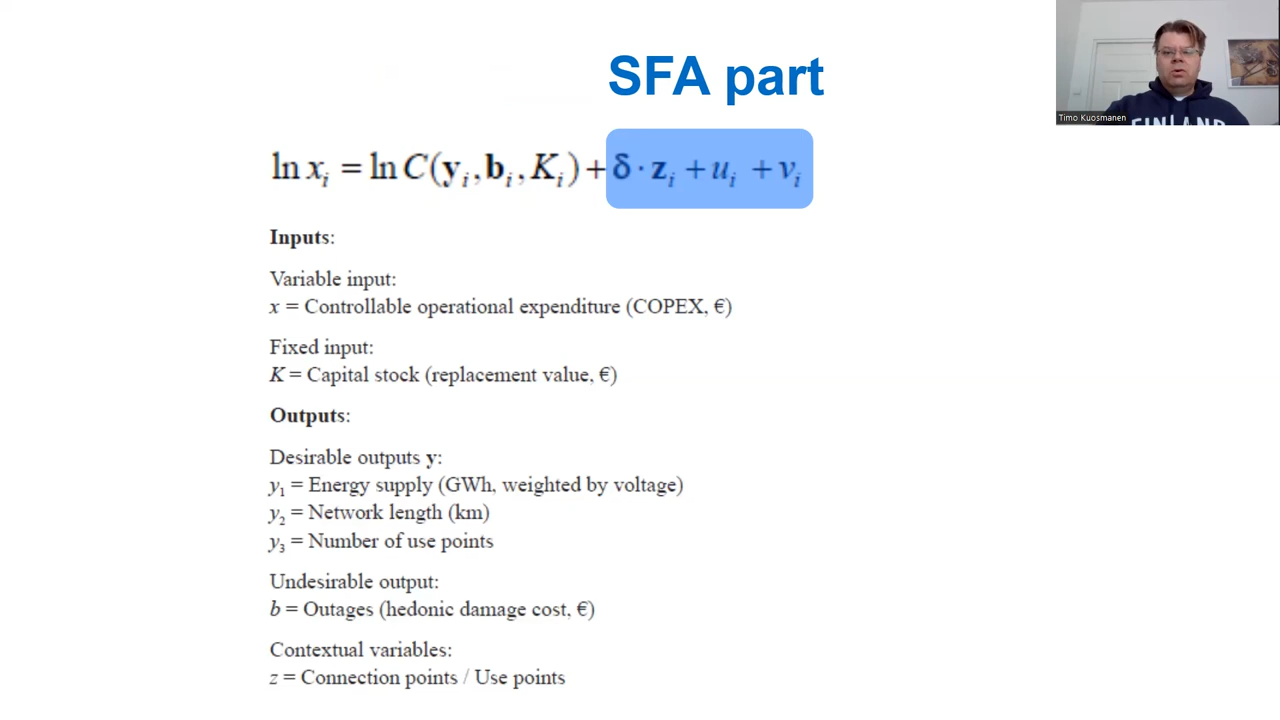 SFA part
ln xᵢ = ln C(yᵢ, bᵢ, Kᵢ) + δ · zᵢ + uᵢ + vᵢ
Inputs:
Variable input:
x = Controllable operational expenditure (COPEX, €)
Fixed input:
K = Capital stock (replacement value, €)
Outputs:
Desirable outputs y:
y₁ = Energy supply (GWh, weighted by voltage)
y₂ = Network length (km)
y₃ = Number of use points
Undesirable output:
b = Outages (hedonic damage cost, €)
Contextual variables:
z = Connection points / Use points
FINLAND
Timo Kuosmanen